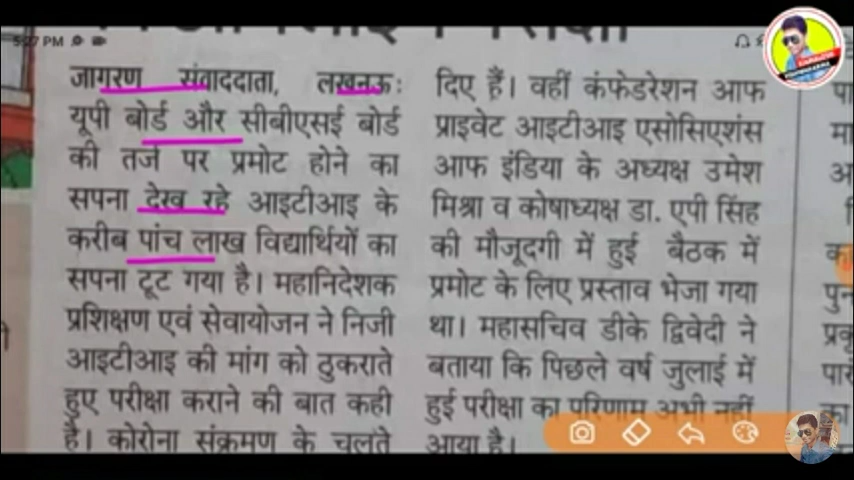 5:27 PM
जागरण संवाददाता, लखनऊ:
यूपी बोर्ड और सीबीएसई बोर्ड
की तर्ज पर प्रमोट होने का
सपना देख रहे आइटीआइ के
करीब पांच लाख विद्यार्थियों का
सपना टूट गया है। महानिदेशक
प्रशिक्षण एवं सेवायोजन ने निजी
आइटीआइ की मांग को ठुकराते
हुए परीक्षा कराने की बात कही
है। कोरोना संक्रमण के चलते
दिए हैं। वहीं कंफेडरेशन आफ
प्राइवेट आइटीआइ एसोसिएशंस
आफ इंडिया के अध्यक्ष उमेश
मिश्रा व कोषाध्यक्ष डा. एपी सिंह
की मौजूदगी में हुई बैठक में
प्रमोट के लिए प्रस्ताव भेजा गया
था। महासचिव डीके द्विवेदी ने
बताया कि पिछले वर्ष जुलाई में
हुई परीक्षा का परिणाम अभी नहीं
आया है।